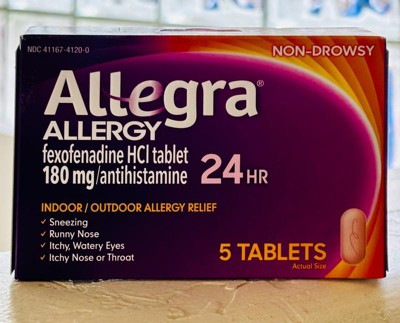 NDC 41167-4120-0
NON-DROWSY
Allegra®
ALLERGY
fexofenadine HCl tablet
180 mg/antihistamine
24 HR
INDOOR / OUTDOOR ALLERGY RELIEF
✓ Sneezing
✓ Runny Nose
✓ Itchy, Watery Eyes
✓ Itchy Nose or Throat
5 TABLETS
Actual Size